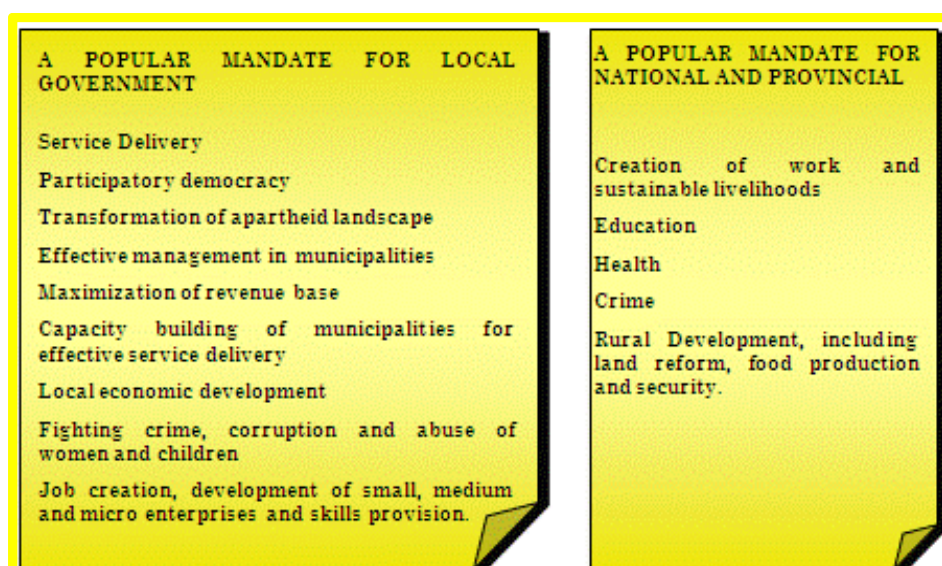 A POPULAR MANDATE FOR LOCAL
GOVERNMENT
Service Delivery
Participatory democracy
Transformation of apartheid landscape
Effective management in municipalities
Maximization of revenue base
Capacity building of municipalities for
effective service delivery
Local economic development
Fighting crime, corruption and abuse of
women and children
Job creation, development of small, medium
and micro enterprises and skills provision.
A POPULAR MANDATE FOR
NATIONAL AND PROVINCIAL
Creation of work and
sustainable livelihoods
Education
Health
Crime
Rural Development, including
land reform, food production
and security.